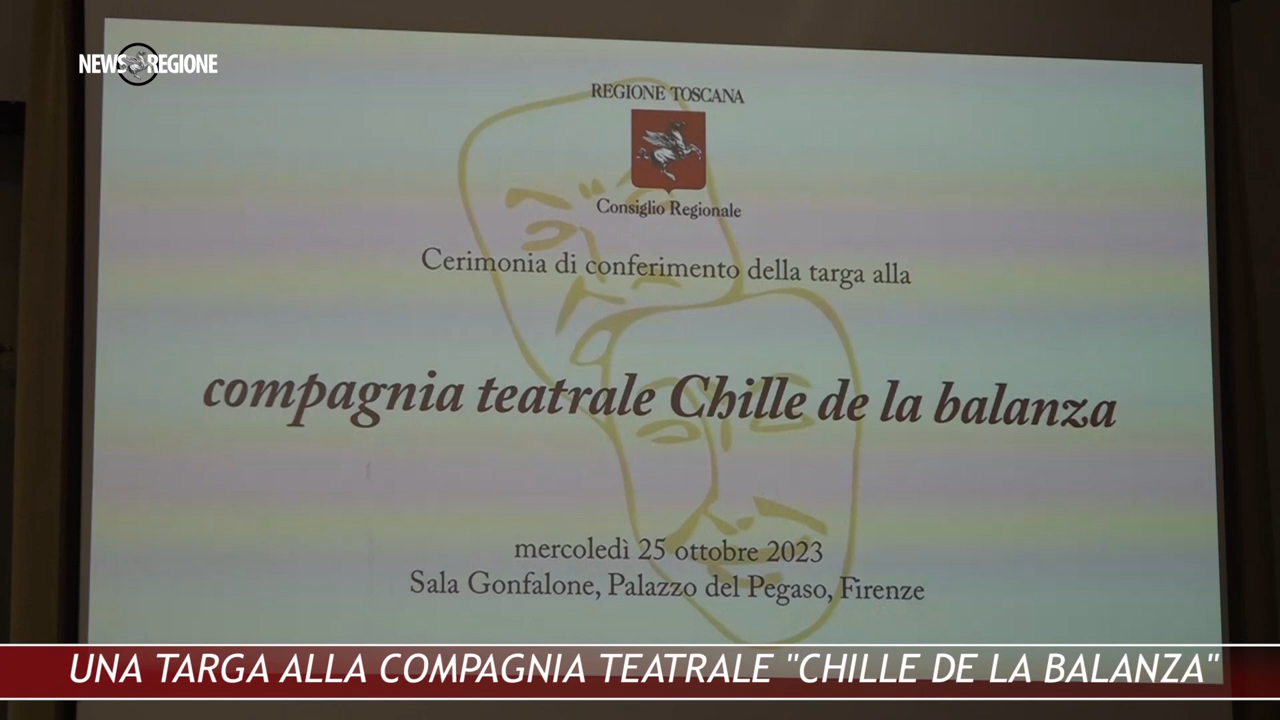 NEWS REGIONE
REGIONE TOSCANA
Consiglio Regionale
Cerimonia di conferimento della targa alla
compagnia teatrale Chille de la balanza
mercoledì 25 ottobre 2023
Sala Gonfalone, Palazzo del Pegaso, Firenze
UNA TARGA ALLA COMPAGNIA TEATRALE "CHILLE DE LA BALANZA"